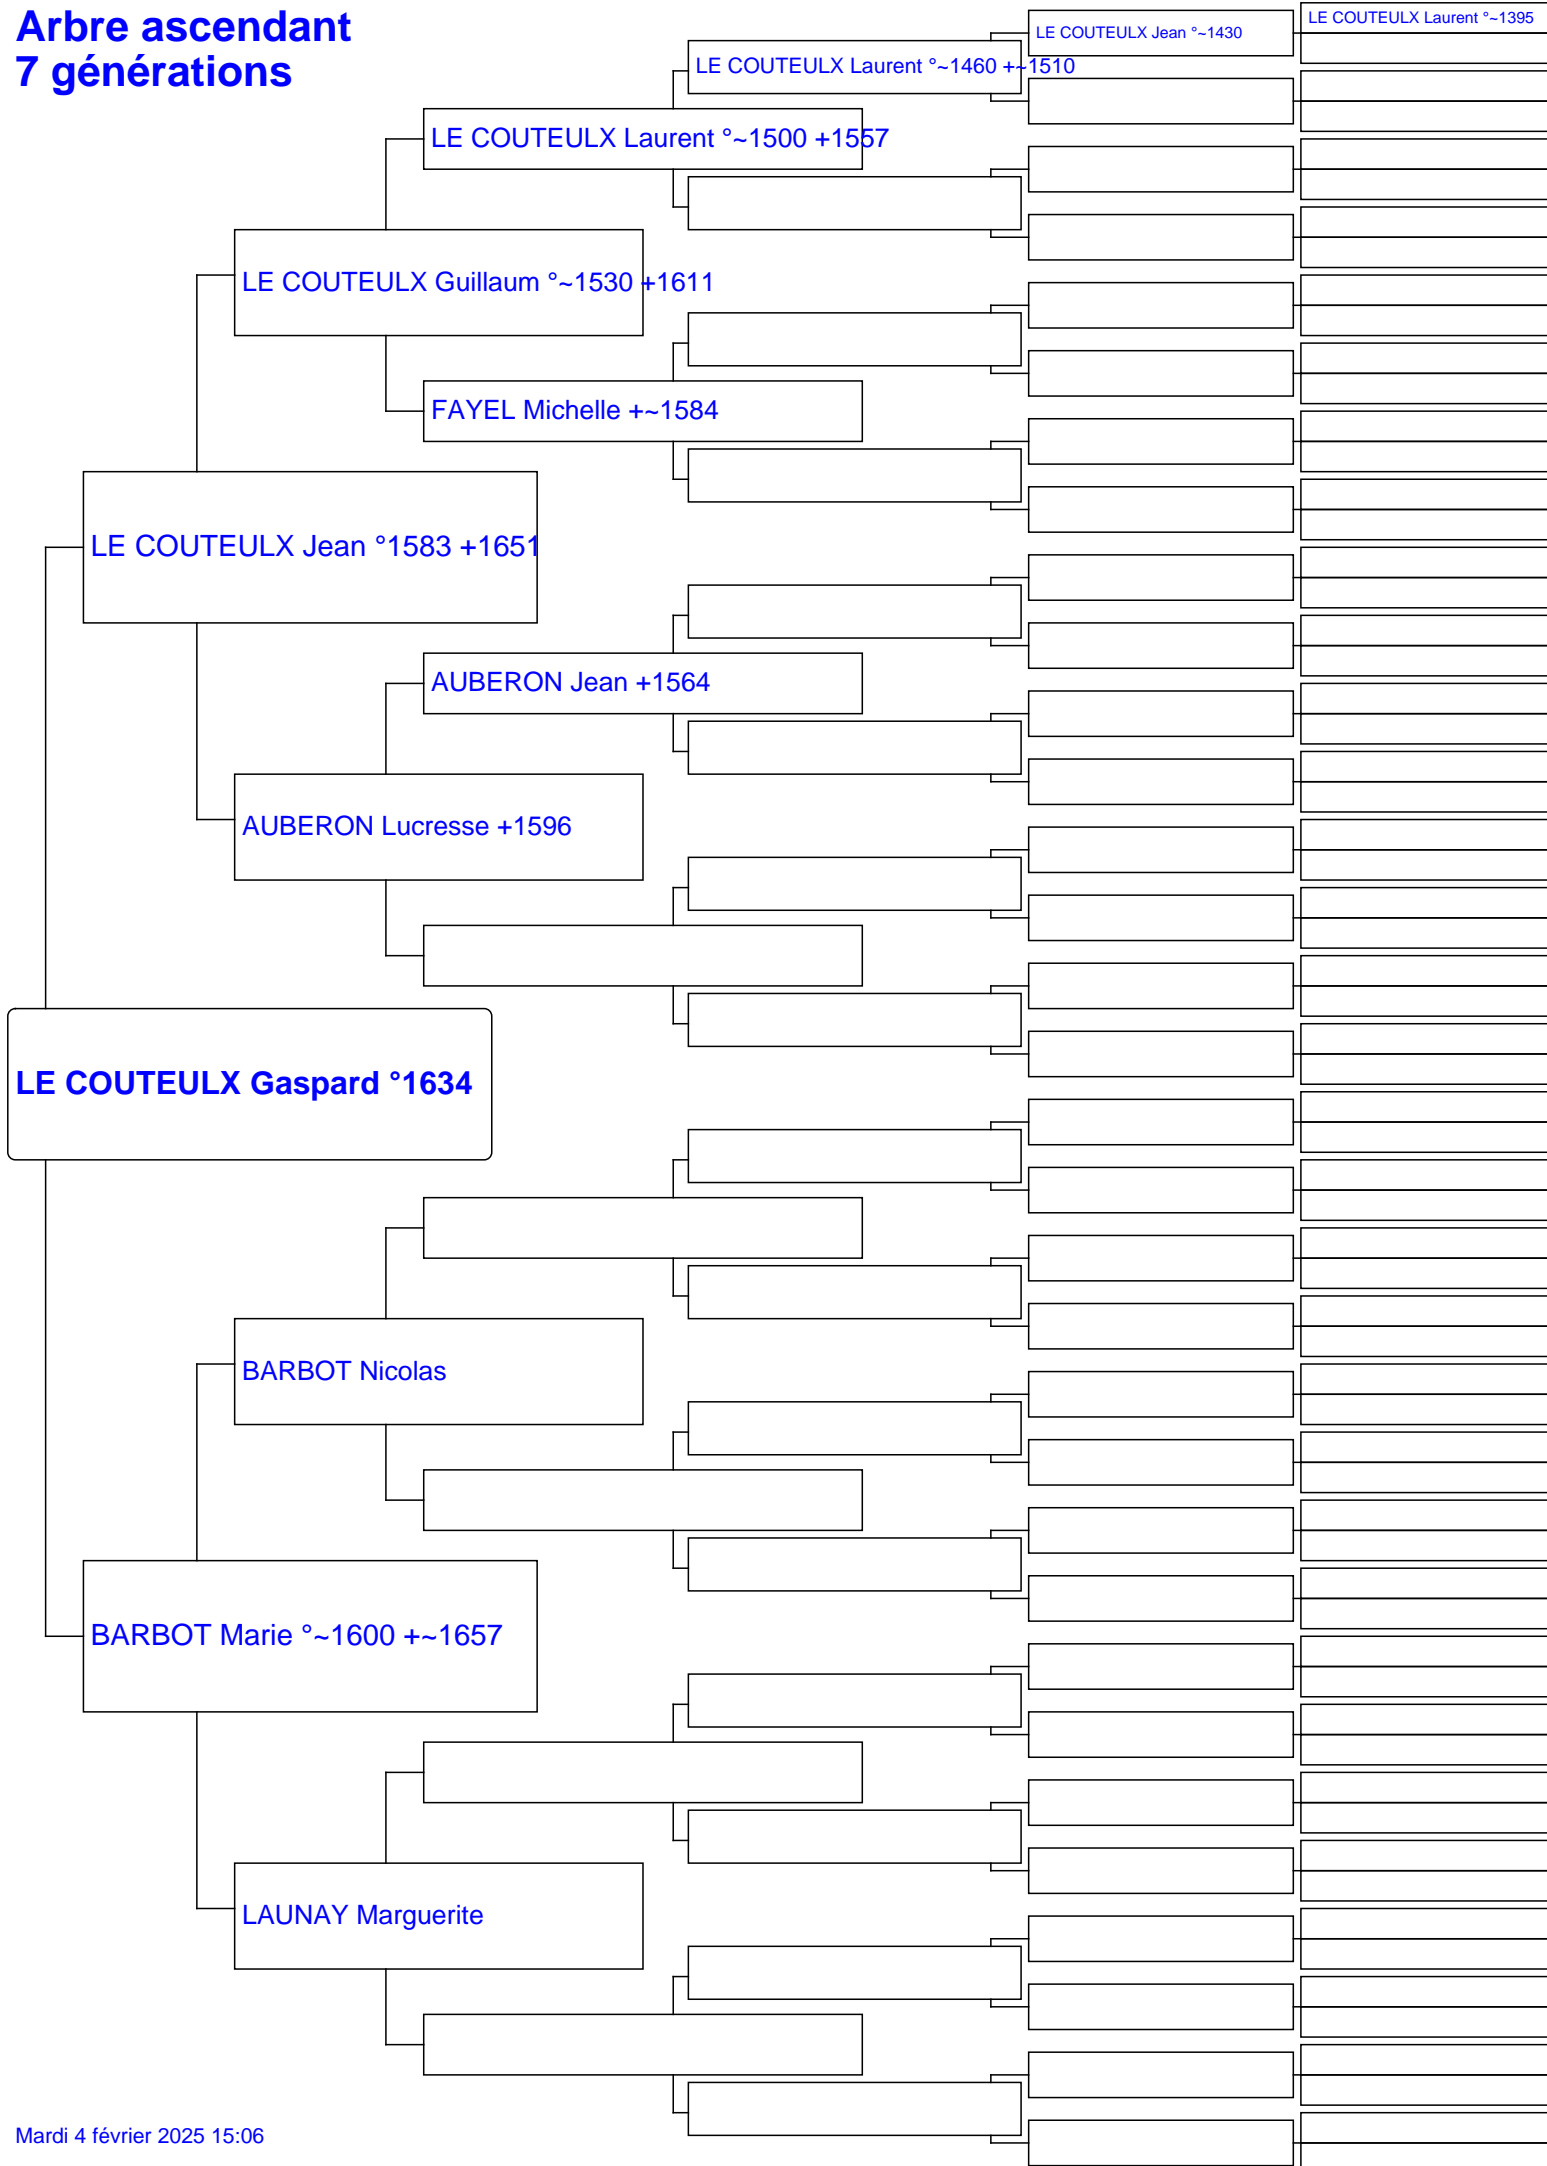 Arbre ascendant
7 générations
LE COUTEULX Laurent °~1395
LE COUTEULX Jean °~1430
LE COUTEULX Laurent °~1460 +~1510
LE COUTEULX Laurent °~1500 +1557
LE COUTEULX Guillaum °~1530 +1611
FAYEL Michelle +~1584
LE COUTEULX Jean °1583 +1651
AUBERON Jean +1564
AUBERON Lucresse +1596
LE COUTEULX Gaspard °1634
BARBOT Nicolas
BARBOT Marie °~1600 +~1657
LAUNAY Marguerite
Mardi 4 février 2025 15:06